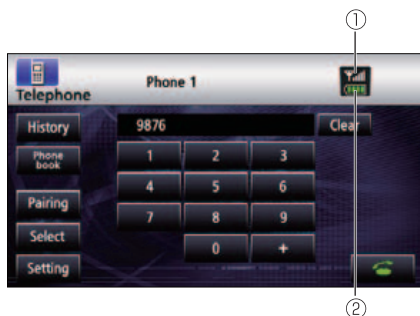 ①
Telephone
Phone 1
History
9876
Clear
Phone
book
1 2 3
4 5 6
Pairing
7 8 9
Select
0 +
Setting
②